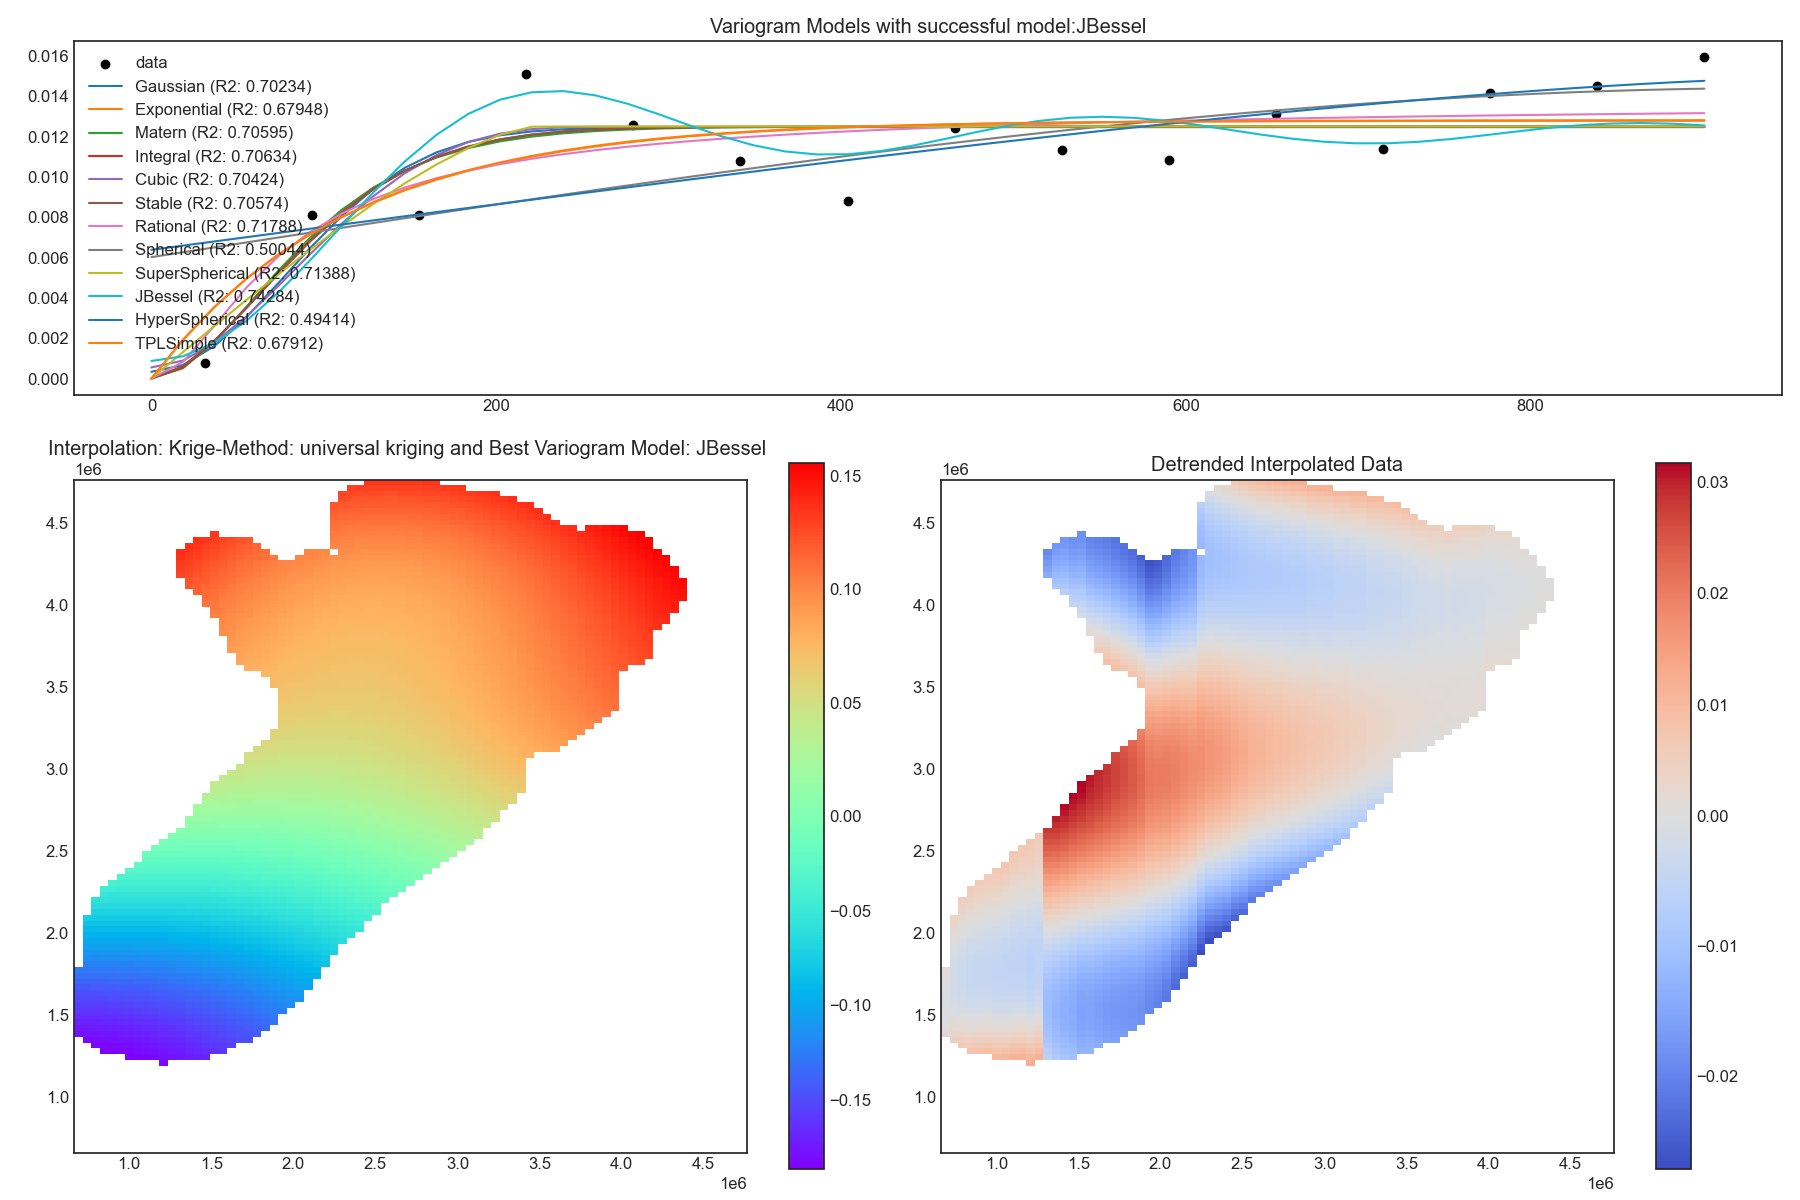 Variogram Models with successful model:JBessel
0.016
0.014
0.012
0.010
0.008
0.006
0.004
0.002
0.000
data
Gaussian (R2: 0.70234)
Exponential (R2: 0.67948)
Matern (R2: 0.70595)
Integral (R2: 0.70634)
Cubic (R2: 0.70424)
Stable (R2: 0.70574)
Rational (R2: 0.71788)
Spherical (R2: 0.50044)
SuperSpherical (R2: 0.71388)
JBessel (R2: 0.74284)
HyperSpherical (R2: 0.49414)
TPLSimple (R2: 0.67912)
0 200 400 600 800
Interpolation: Krige-Method: universal kriging and Best Variogram Model: JBessel
1e6
4.5
4.0
3.5
3.0
2.5
2.0
1.5
1.0
1.0 1.5 2.0 2.5 3.0 3.5 4.0 4.5
1e6
0.15
0.10
0.05
0.00
−0.05
−0.10
−0.15
Detrended Interpolated Data
1e6
4.5
4.0
3.5
3.0
2.5
2.0
1.5
1.0
1.0 1.5 2.0 2.5 3.0 3.5 4.0 4.5
1e6
0.03
0.02
0.01
0.00
−0.01
−0.02